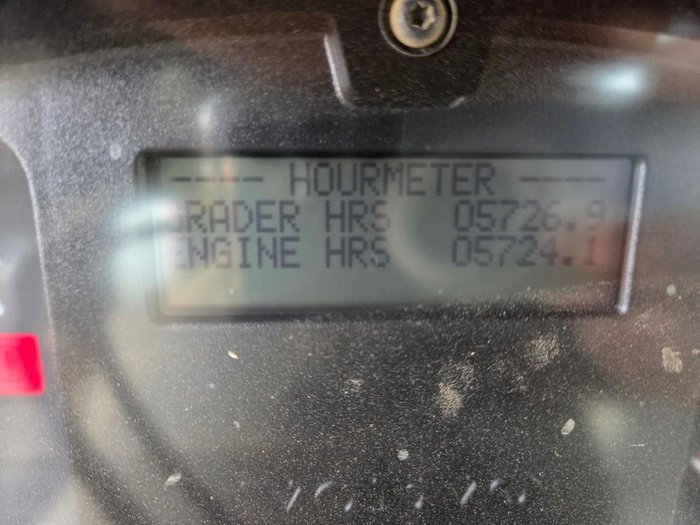 ---- HOURMETER ----
GRADER HRS 05726.9
ENGINE HRS 05724.1